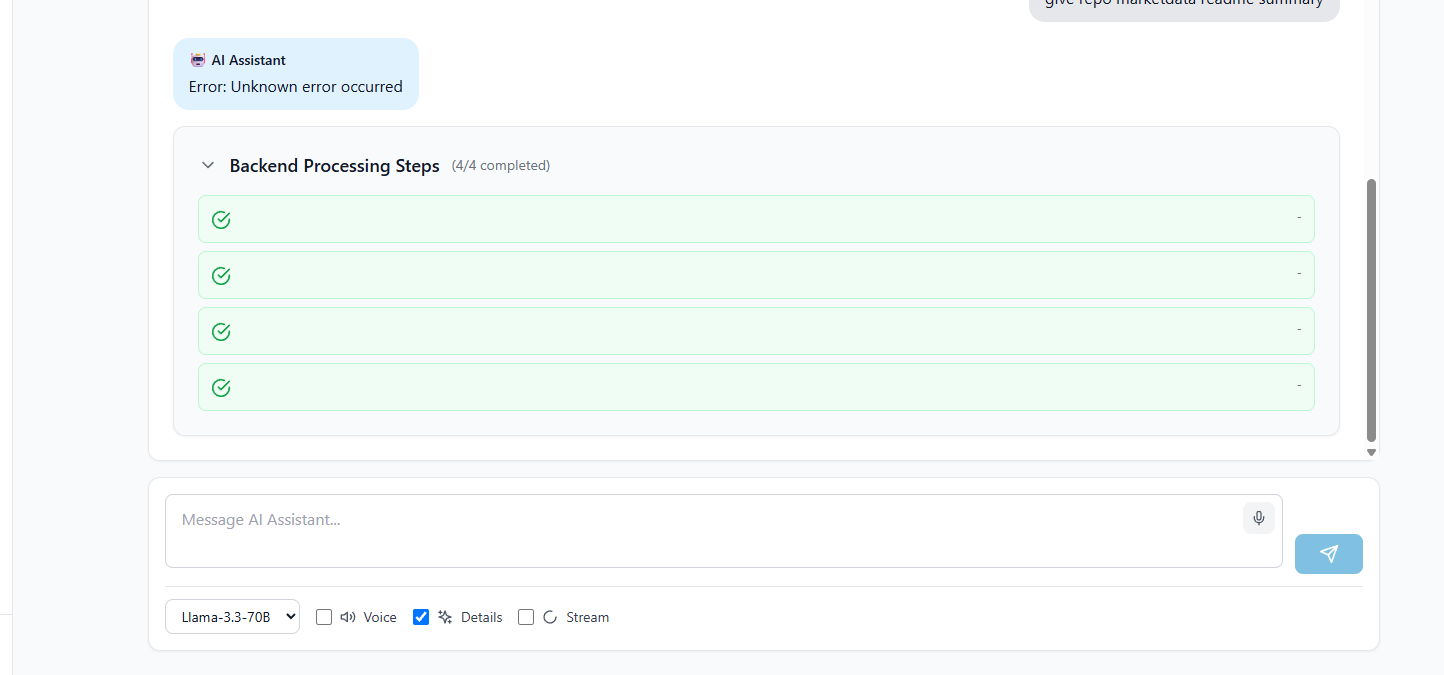 give repo marketdata readme summary
AI Assistant
Error: Unknown error occurred
Backend Processing Steps (4/4 completed)
-
-
-
-
Message AI Assistant...
Llama-3.3-70B Voice Details Stream